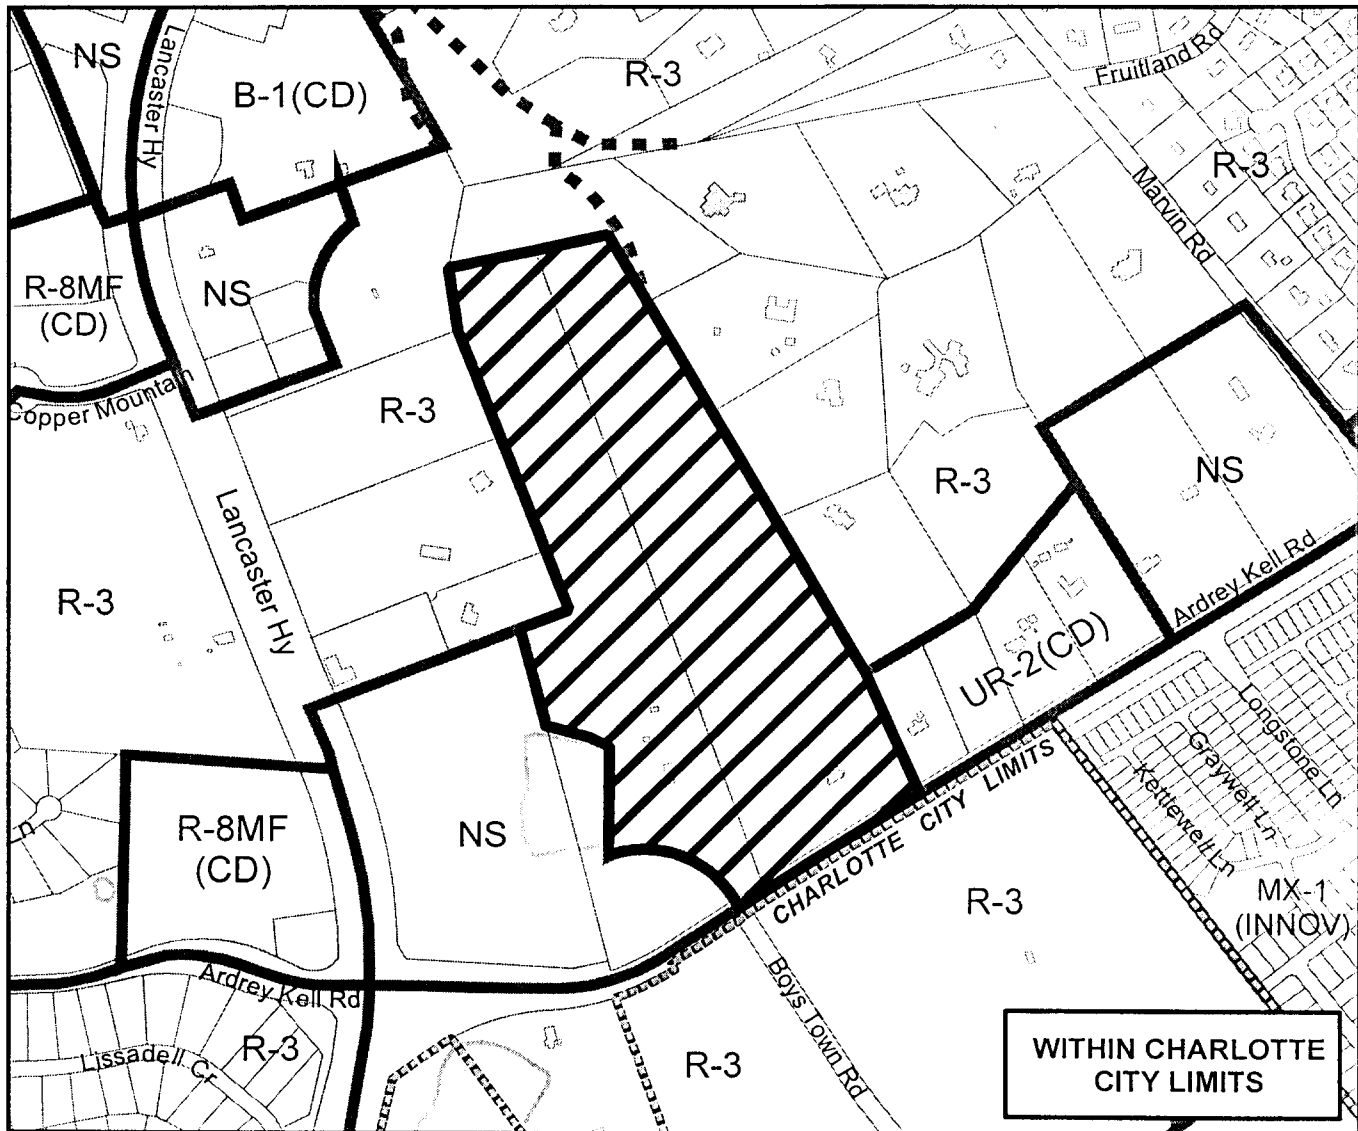 NS
Lancaster Hy
B-1(CD)
R-3
Fruitland Rd
R-3
Marvin Rd
R-8MF
(CD)
NS
Copper Mountain
R-3
R-3
NS
Lancaster Hy
R-3
Ardrey Kell Rd
UR-2(CD)
Longstone Ln
Graywell Ln
Kettlewell Ln
CHARLOTTE CITY LIMITS
R-8MF
(CD)
NS
R-3
MX-1
(INNOV)
Ardrey Kell Rd
Boys Town Rd
R-3
Lissadell Cr
R-3
WITHIN CHARLOTTE
CITY LIMITS